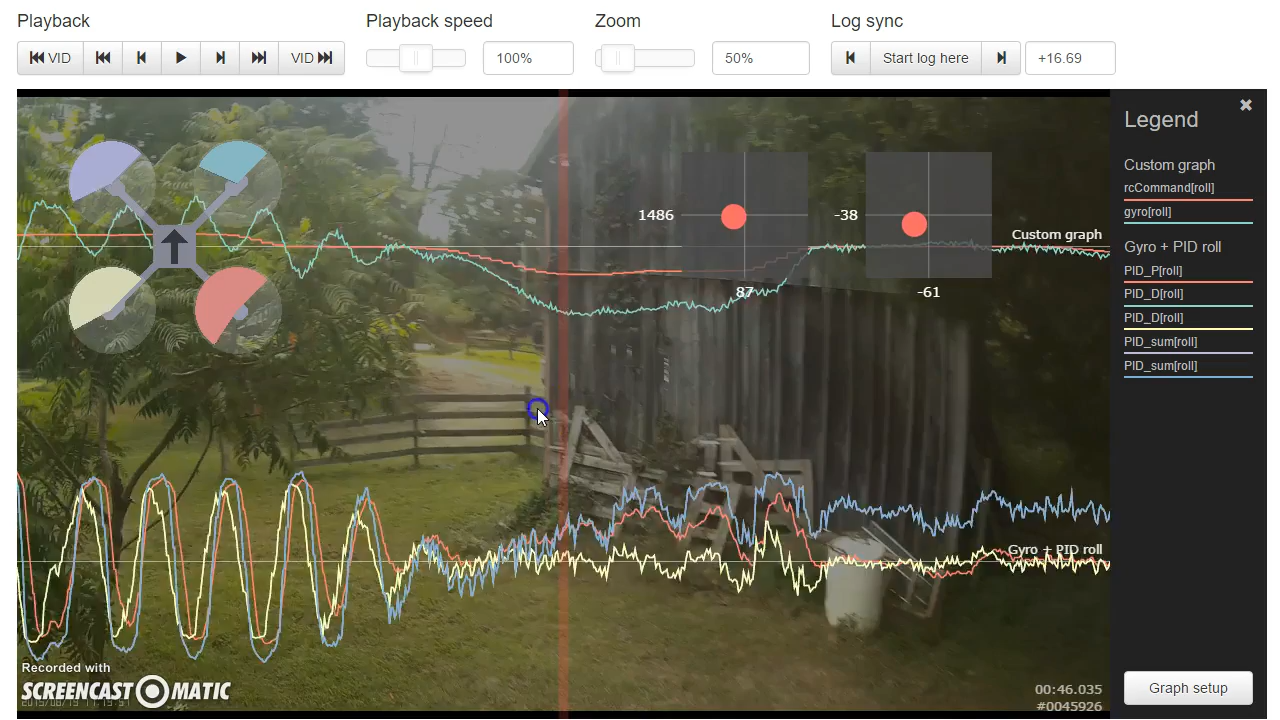 Playback
Playback speed
Zoom
Log sync
VID
VID
100%
50%
Start log here
+16.69
Legend
Custom graph
rcCommand[roll]
gyro[roll]
Gyro + PID roll
PID_P[roll]
PID_D[roll]
PID_D[roll]
PID_sum[roll]
PID_sum[roll]
1486
87
-38
-61
Custom graph
Gyro + PID roll
Recorded with
SCREENCAST MATIC
00:46.035
#0045926
Graph setup